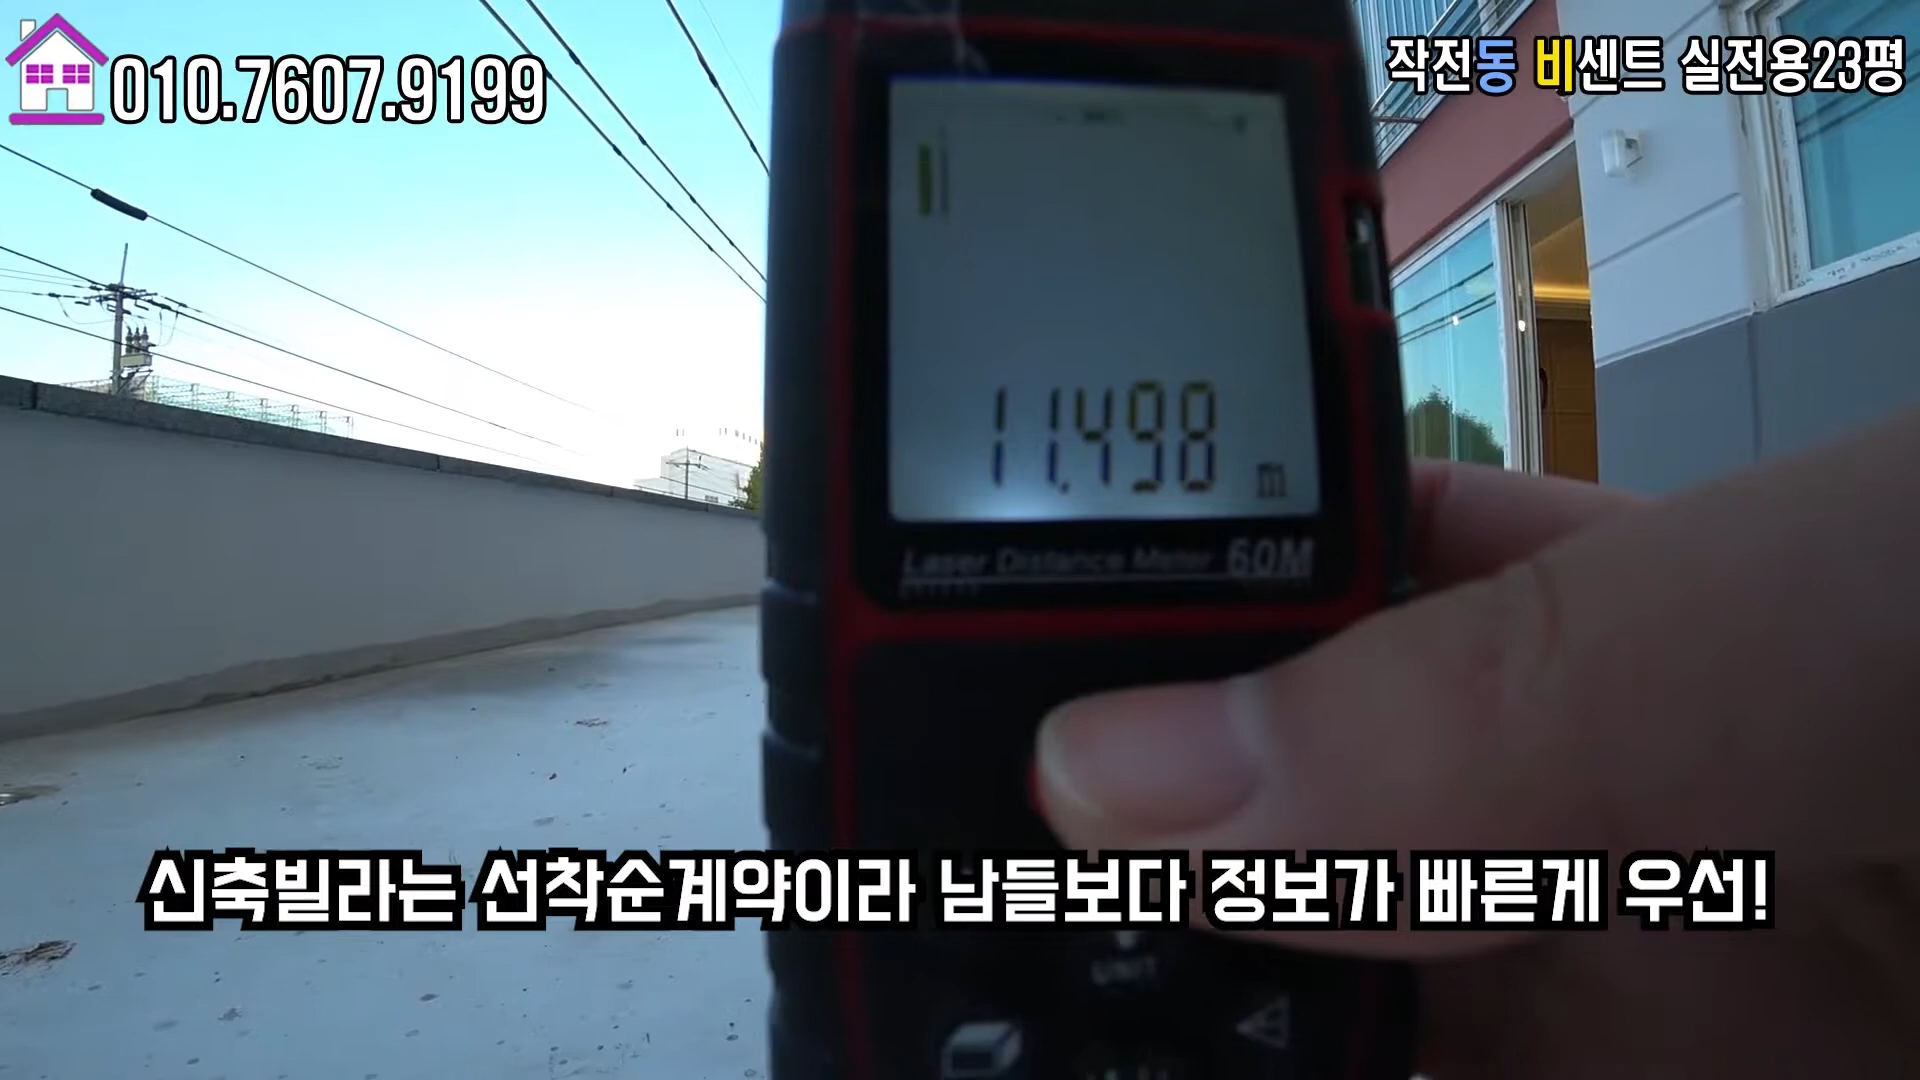 010.7607.9199
작전동 비센트 실전용23평
11.498 m
Laser Distance Meter 60M
신축빌라는 선착순계약이라 남들보다 정보가 빠른게 우선!
UNIT